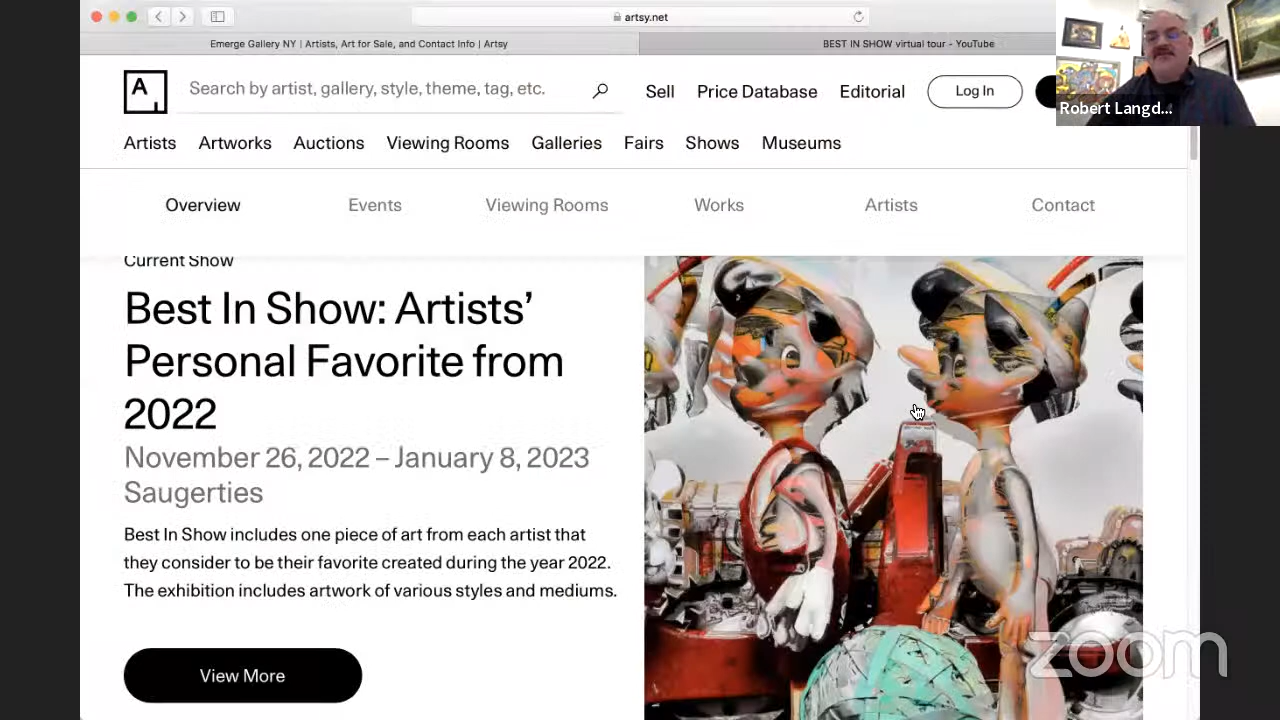 artsy.net
Emerge Gallery NY | Artists, Art for Sale, and Contact Info | Artsy
BEST IN SHOW virtual tour - YouTube
A
Search by artist, gallery, style, theme, tag, etc.
Sell Price Database Editorial Log In
Robert Langd...
Artists Artworks Auctions Viewing Rooms Galleries Fairs Shows Museums
Overview Events Viewing Rooms Works Artists Contact
Current Show
Best In Show: Artists’
Personal Favorite from
2022
November 26, 2022 – January 8, 2023
Saugerties
Best In Show includes one piece of art from each artist that
they consider to be their favorite created during the year 2022.
The exhibition includes artwork of various styles and mediums.
View More
zoom